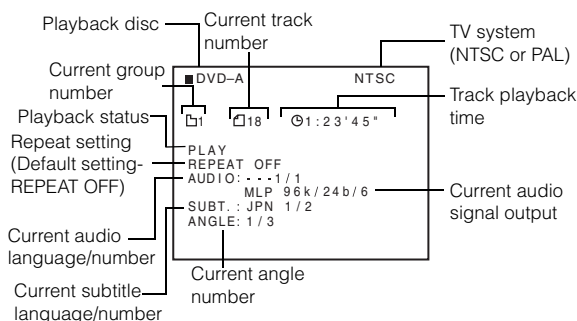 Playback disc
Current track
number
TV system
(NTSC or PAL)
Current group
number
DVD–A
NTSC
1
18
1:23'45"
Track playback
time
Playback status
PLAY
Repeat setting
(Default setting-
REPEAT OFF)
REPEAT OFF
AUDIO:---1/1
MLP 96k/24b/6
Current audio
signal output
SUBT.:JPN 1/2
ANGLE:1/3
Current audio
language/number
Current angle
number
Current subtitle
language/number